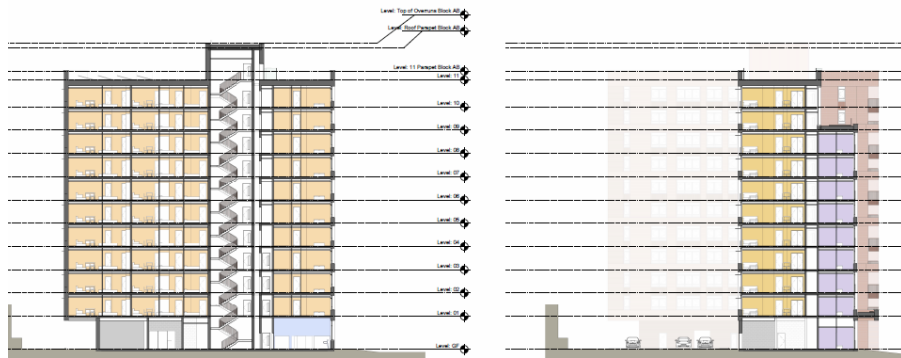 Level: Top of Overruns Block AB
Level: Roof Parapet Block AB
Level: 11 Parapet Block AB
Level: 11
Level: 10
Level: 09
Level: 08
Level: 07
Level: 06
Level: 05
Level: 04
Level: 03
Level: 02
Level: 01
Level: GF